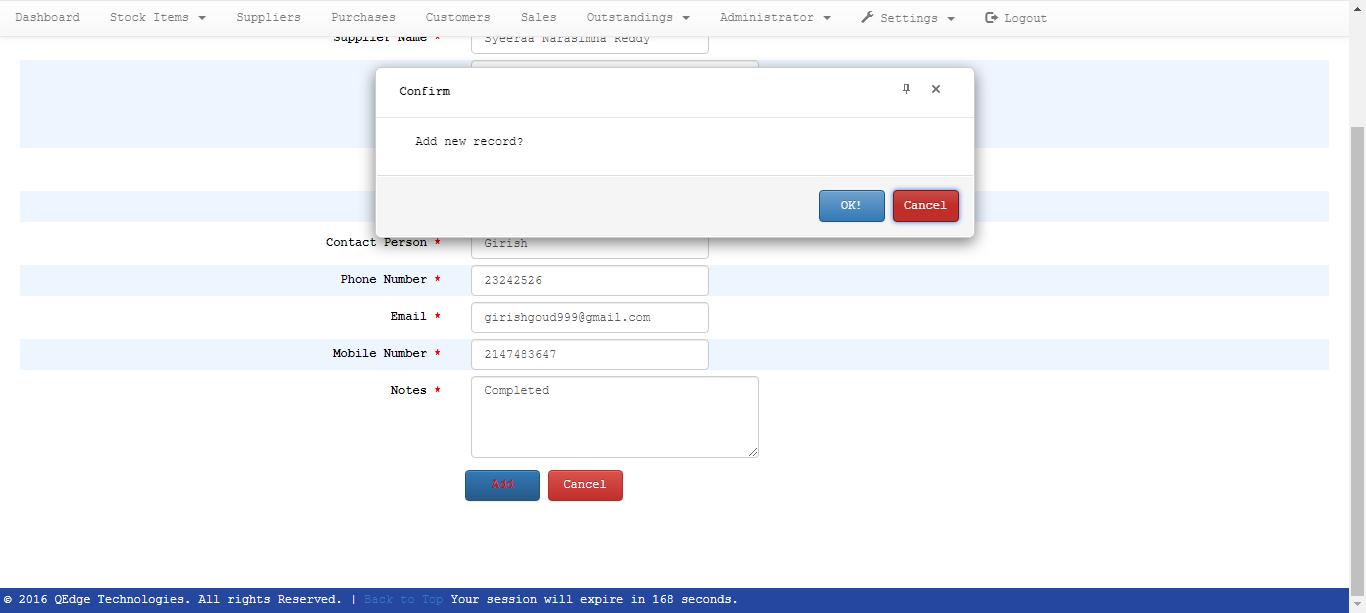 Dashboard Stock Items Suppliers Purchases Customers Sales Outstandings Administrator Settings Logout
Supplier Name * Syeeraa Narasimha Reddy
Confirm
Add new record?
OK! Cancel
Contact Person * Girish
Phone Number * 23242526
Email * girishgoud999@gmail.com
Mobile Number * 2147483647
Notes * Completed
Add Cancel
© 2016 QEdge Technologies. All rights Reserved. | Back to Top Your session will expire in 168 seconds.